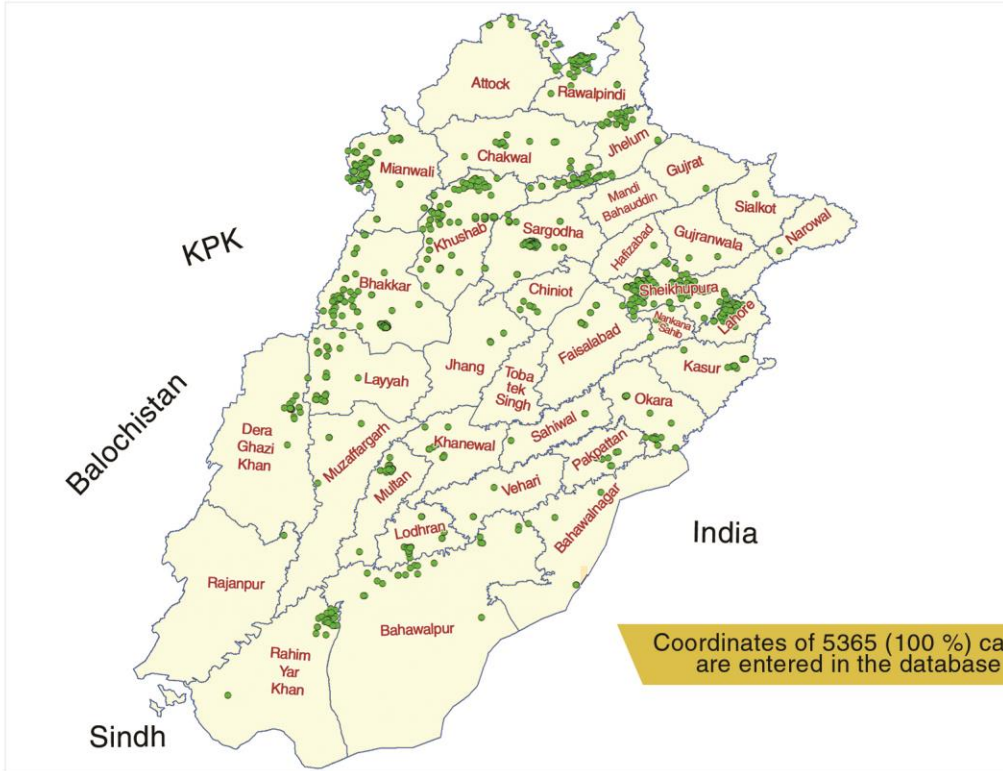 Attock
Rawalpindi
Jhelum
Chakwal
Mianwali
Gujrat
Mandi
Bahauddin
Sialkot
Narowal
KPK
Khushab
Sargodha
Hafizabad
Gujranwala
Bhakkar
Chiniot
Sheikhupura
Lahore
Nankana
Sahib
Faisalabad
Kasur
Layyah
Jhang
Toba
tek
Singh
Okara
Balochistan
Dera
Ghazi
Khan
Muzaffargarh
Khanewal
Sahiwal
Pakpattan
Multan
Vehari
Bahawalnagar
Lodhran
India
Rajanpur
Bahawalpur
Rahim
Yar
Khan
Coordinates of 5365 (100 %) ca
are entered in the database
Sindh